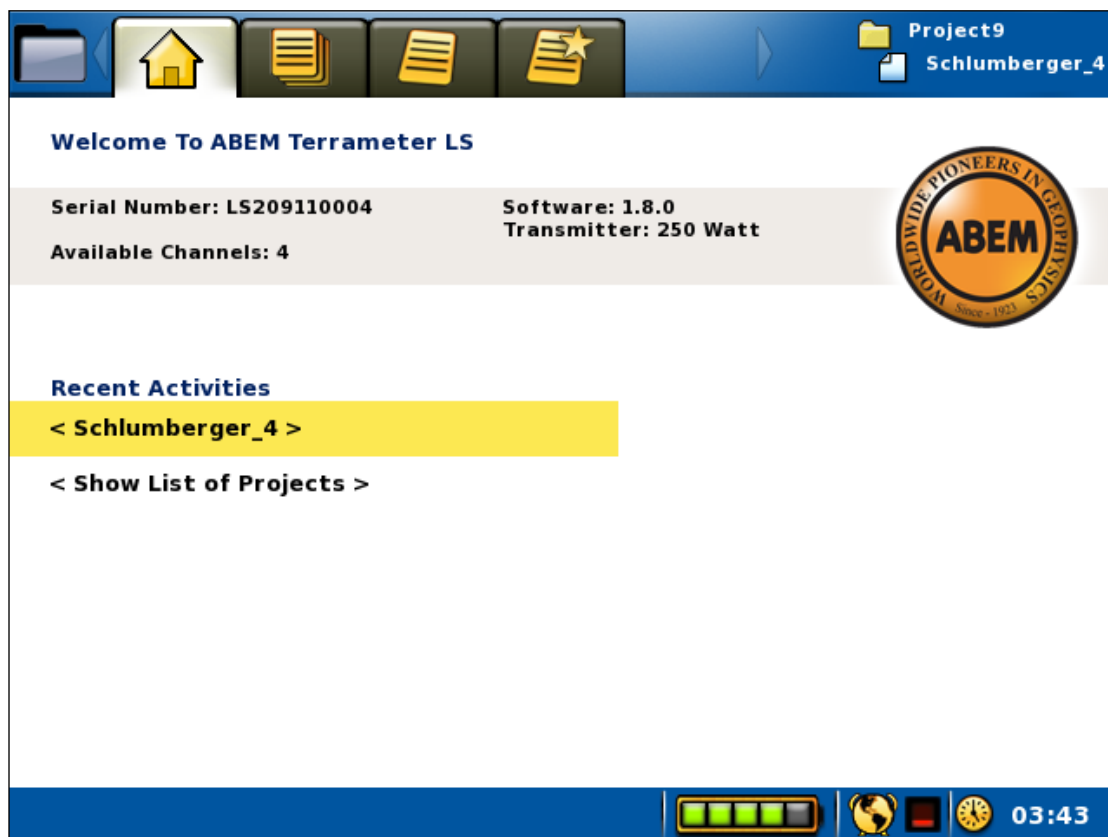 Project9
Schlumberger_4
Welcome To ABEM Terrameter LS
Serial Number: LS209110004
Software: 1.8.0
Transmitter: 250 Watt
Available Channels: 4
WORLDWIDE PIONEERS IN GEOPHYSICS
ABEM
Since - 1923
Recent Activities
< Schlumberger_4 >
< Show List of Projects >
03:43